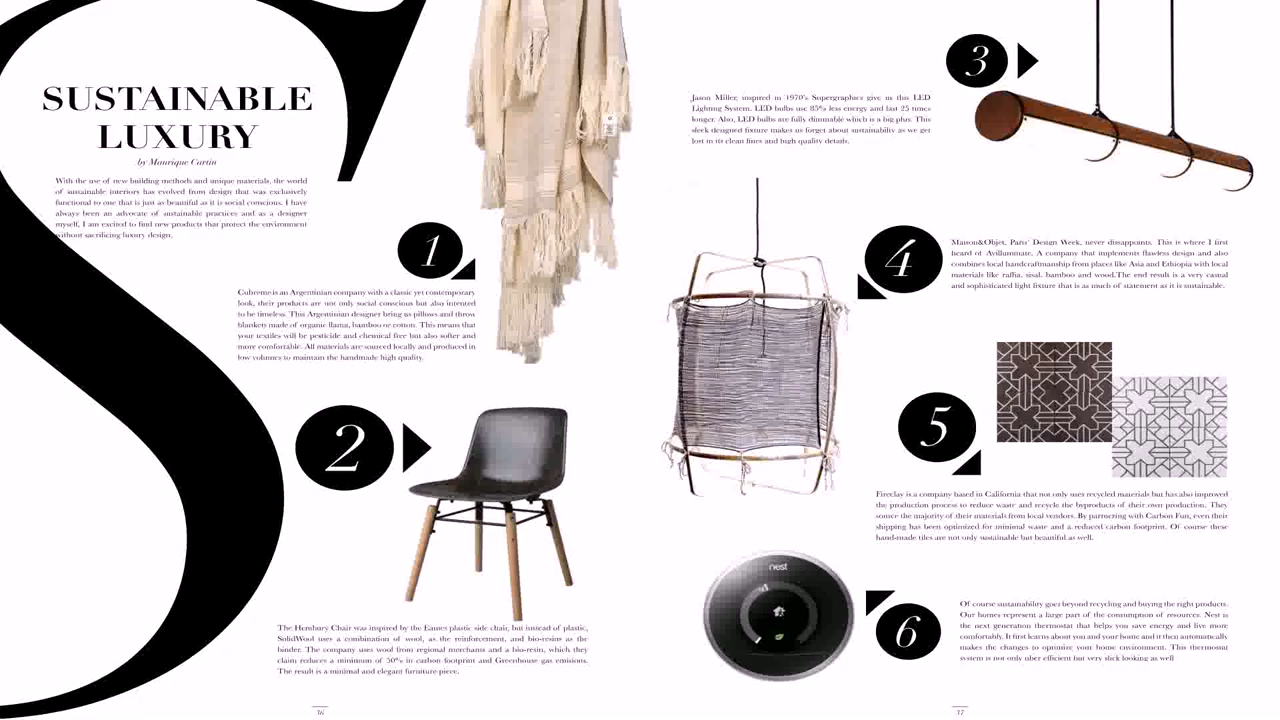 S
SUSTAINABLE
LUXURY
by Manrique Cartin
With the use of new building methods and unique materials, the world
of sustainable interiors has evolved from design that was exclusively
functional to one that is just as beautiful as it is social conscious. I have
always been an advocate of sustainable practices and as a designer
myself, I am excited to find new products that protect the environment
without sacrificing luxury design.
1
Cubreme is an Argentinian company with a classic yet contemporary
look, their products are not only social conscious but also intented
to be timeless. This Argentinian designer bring us pillows and throw
blankets made of organic llama, bamboo or cotton. This means that
your textiles will be pesticide and chemical free but also softer and
more comfortable. All materials are sourced locally and produced in
low volumes to maintain the handmade high quality.
2
The Hembury Chair was inspired by the Eames plastic side chair, but instead of plastic,
SolidWool uses a combination of wool, as the reinforcement, and bio-resins as the
binder. The company uses wool from regional merchants and a bio-resin, which they
claim reduces a minimum of 50% in carbon footprint and Greenhouse gas emisions.
The result is a minimal and elegant furniture piece.
36
3
Jason Miller, inspired in 1970's Supergraphics give us this LED
Lighting System. LED bulbs use 85% less energy and last 25 times
longer. Also, LED bulbs are fully dimmable which is a big plus. This
sleek designed fixture makes us forget about sustainabilty as we get
lost in its clean lines and high quality details.
4
Maison&Objet, Paris' Design Week, never dissappoints. This is where I first
heard of Avilluminate. A company that implements flawless design and also
combines local handcraftmanship from places like Asia and Ethiopia with local
materials like raffia, sisal, bamboo and wood.The end result is a very casual
and sophisticated light fixture that is as much of statement as it is sustainable.
5
Fireclay is a company based in California that not only uses recycled materials but has also improved
the production process to reduce waste and recycle the byproducts of their own production. They
source the majority of their materials from local vendors. By partnering with Carbon Fun, even their
shipping has been optimized for minimal waste and a reduced carbon footprint. Of course these
hand-made tiles are not only sustainable but beautiful as well.
nest
6
Of course sustainability goes beyond recycling and buying the right products.
Our homes represent a large part of the consumption of resources. Nest is
the next generation thermostat that helps you save energy and live more
comfortably. It first learns about you and your home and it then automatically
makes the changes to optimize your home environment. This thermostat
system is not only uber efficient but very slick looking as well
37